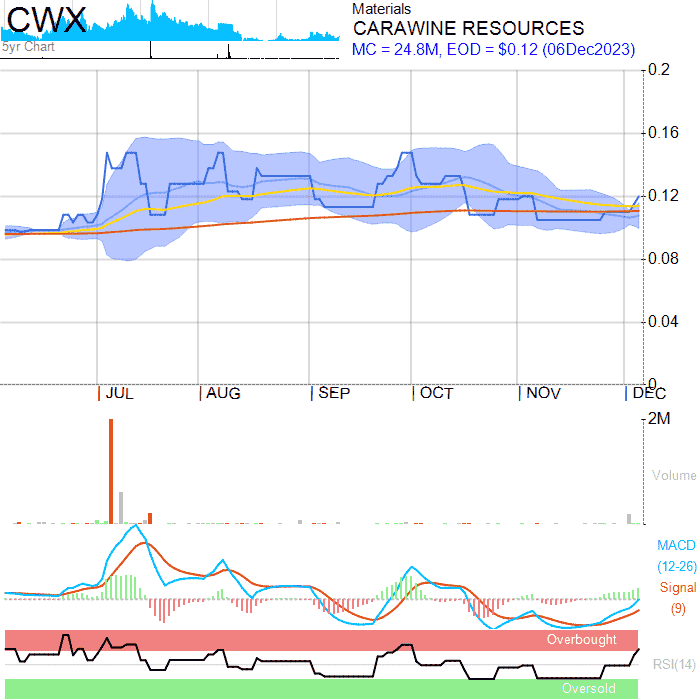 CWX
5yr Chart
Materials
CARAWINE RESOURCES
MC = 24.8M, EOD = $0.12 (06Dec2023)
0.2
0.16
0.12
0.08
0.04
0
JUL AUG SEP OCT NOV DEC
2M
Volume
MACD
(12-26)
Signal
(9)
Overbought
RSI(14)
Oversold